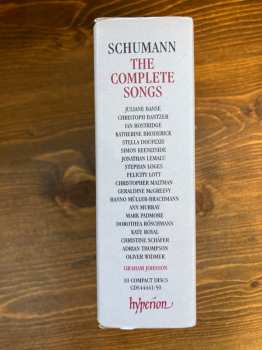 SCHUMANN
THE
COMPLETE
SONGS
JULIANE BANSE
CHRISTOPH BANTZER
IAN BOSTRIDGE
KATHERINE BRODERICK
STELLA DOUFEXIS
SIMON KEENLYSIDE
JONATHAN LEMALU
STEPHAN LOGES
FELICITY LOTT
CHRISTOPHER MALTMAN
GERALDINE McGREEVY
HANNO MÜLLER-BRACHMANN
ANN MURRAY
MARK PADMORE
DOROTHEA RÖSCHMANN
KATE ROYAL
CHRISTINE SCHÄFER
ADRIAN THOMPSON
OLIVER WIDMER
GRAHAM JOHNSON
10 COMPACT DISCS
CDS44441/50
hyperion